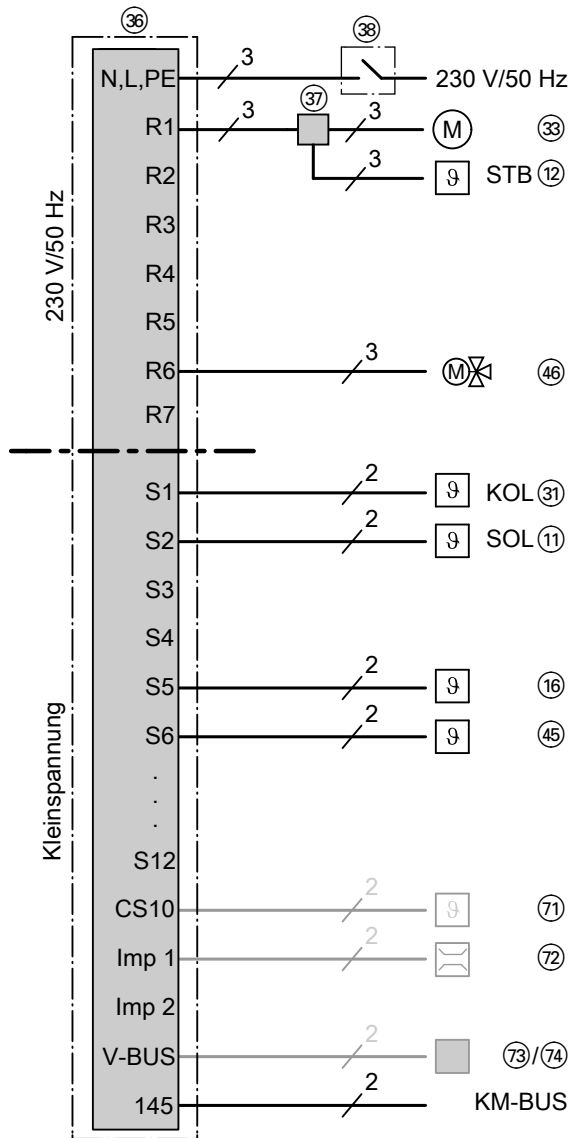 36
38
N,L,PE 3 230 V/50 Hz
37
R1 3 3 M 33
R2 3 ϑ STB 12
R3
R4
R5
R6 3 M 46
R7
230 V/50 Hz
S1 2 ϑ KOL 31
S2 2 ϑ SOL 11
S3
S4
S5 2 ϑ 16
S6 2 ϑ 45
.
.
.
S12
CS10 2 ϑ 71
Imp 1 2 72
Imp 2
V-BUS 2 73/74
145 2 KM-BUS
Kleinspannung